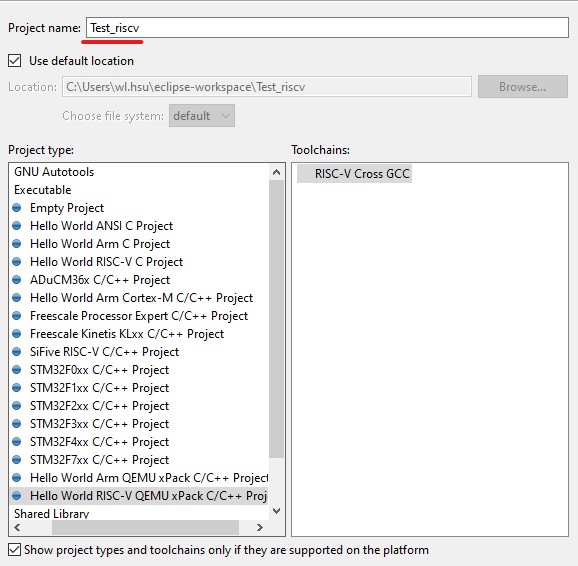 Project name: Test_riscv
Use default location
Location: C:\Users\wl.hsu\eclipse-workspace\Test_riscv Browse...
Choose file system: default
Project type: Toolchains:
GNU Autotools RISC-V Cross GCC
Executable
Empty Project
Hello World ANSI C Project
Hello World Arm C Project
Hello World RISC-V C Project
ADuCM36x C/C++ Project
Hello World Arm Cortex-M C/C++ Project
Freescale Processor Expert C/C++ Project
Freescale Kinetis KLxx C/C++ Project
SiFive RISC-V C/C++ Project
STM32F0xx C/C++ Project
STM32F1xx C/C++ Project
STM32F2xx C/C++ Project
STM32F3xx C/C++ Project
STM32F4xx C/C++ Project
STM32F7xx C/C++ Project
Hello World Arm QEMU xPack C/C++ Project
Hello World RISC-V QEMU xPack C/C++ Proj
Shared Library
Show project types and toolchains only if they are supported on the platform